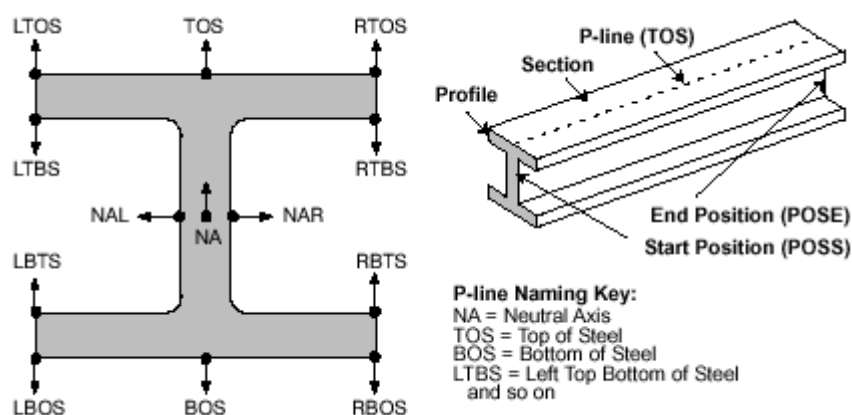 LTOS
TOS
RTOS
LTBS
RTBS
NAL
NAR
NA
LBTS
RBTS
LBOS
BOS
RBOS
P-line (TOS)
Section
Profile
End Position (POSE)
Start Position (POSS)
P-line Naming Key:
NA = Neutral Axis
TOS = Top of Steel
BOS = Bottom of Steel
LTBS = Left Top Bottom of Steel
and so on